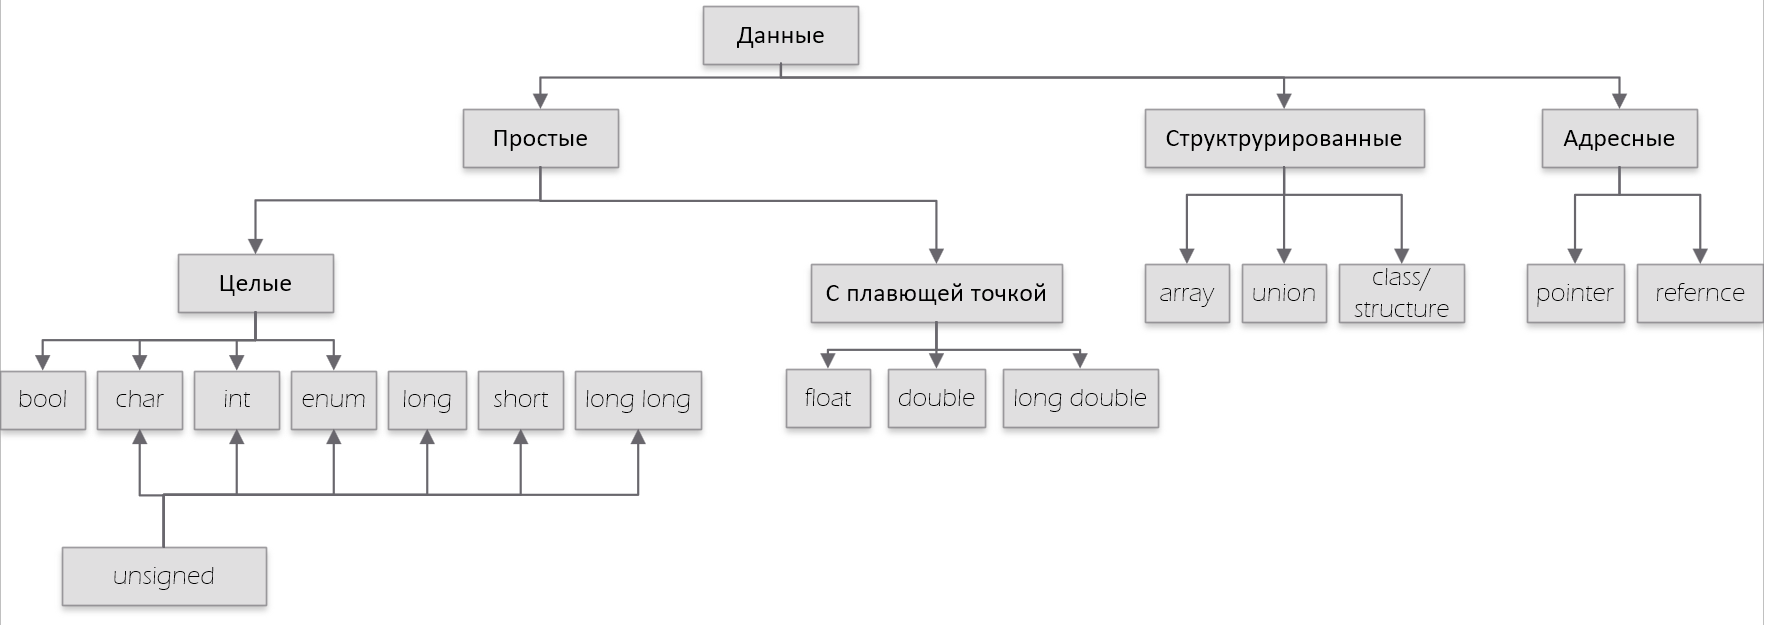 Данные
Простые
Структрурированные
Адресные
Целые
С плавющей точкой
array
union
class/
structure
pointer
refernce
bool
char
int
enum
long
short
long long
float
double
long double
unsigned